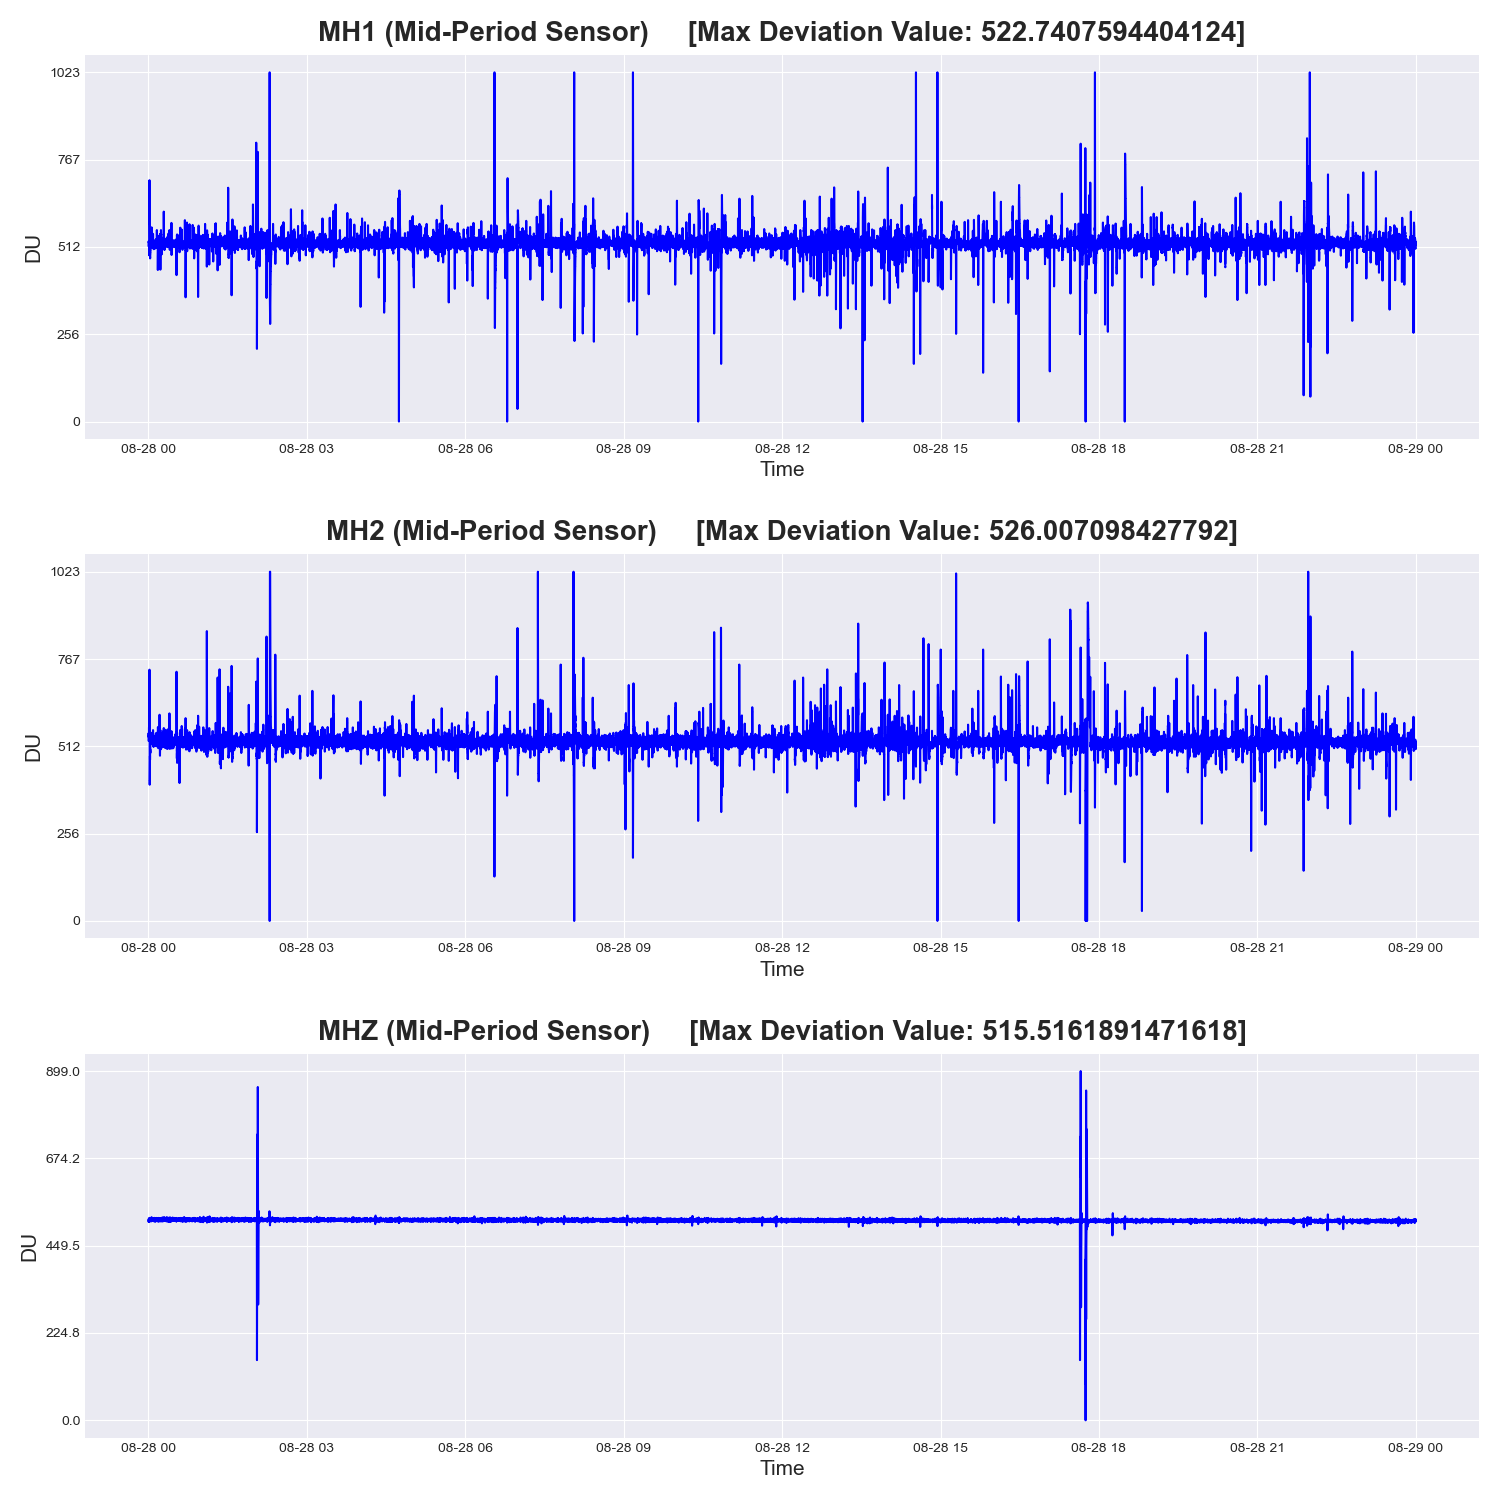 MH1 (Mid-Period Sensor) [Max Deviation Value: 522.7407594404124]
1023
767
512
256
0
DU
08-28 00 08-28 03 08-28 06 08-28 09 08-28 12 08-28 15 08-28 18 08-28 21 08-29 00
Time
MH2 (Mid-Period Sensor) [Max Deviation Value: 526.007098427792]
1023
767
512
256
0
DU
08-28 00 08-28 03 08-28 06 08-28 09 08-28 12 08-28 15 08-28 18 08-28 21 08-29 00
Time
MHZ (Mid-Period Sensor) [Max Deviation Value: 515.5161891471618]
899.0
674.2
449.5
224.8
0.0
DU
08-28 00 08-28 03 08-28 06 08-28 09 08-28 12 08-28 15 08-28 18 08-28 21 08-29 00
Time